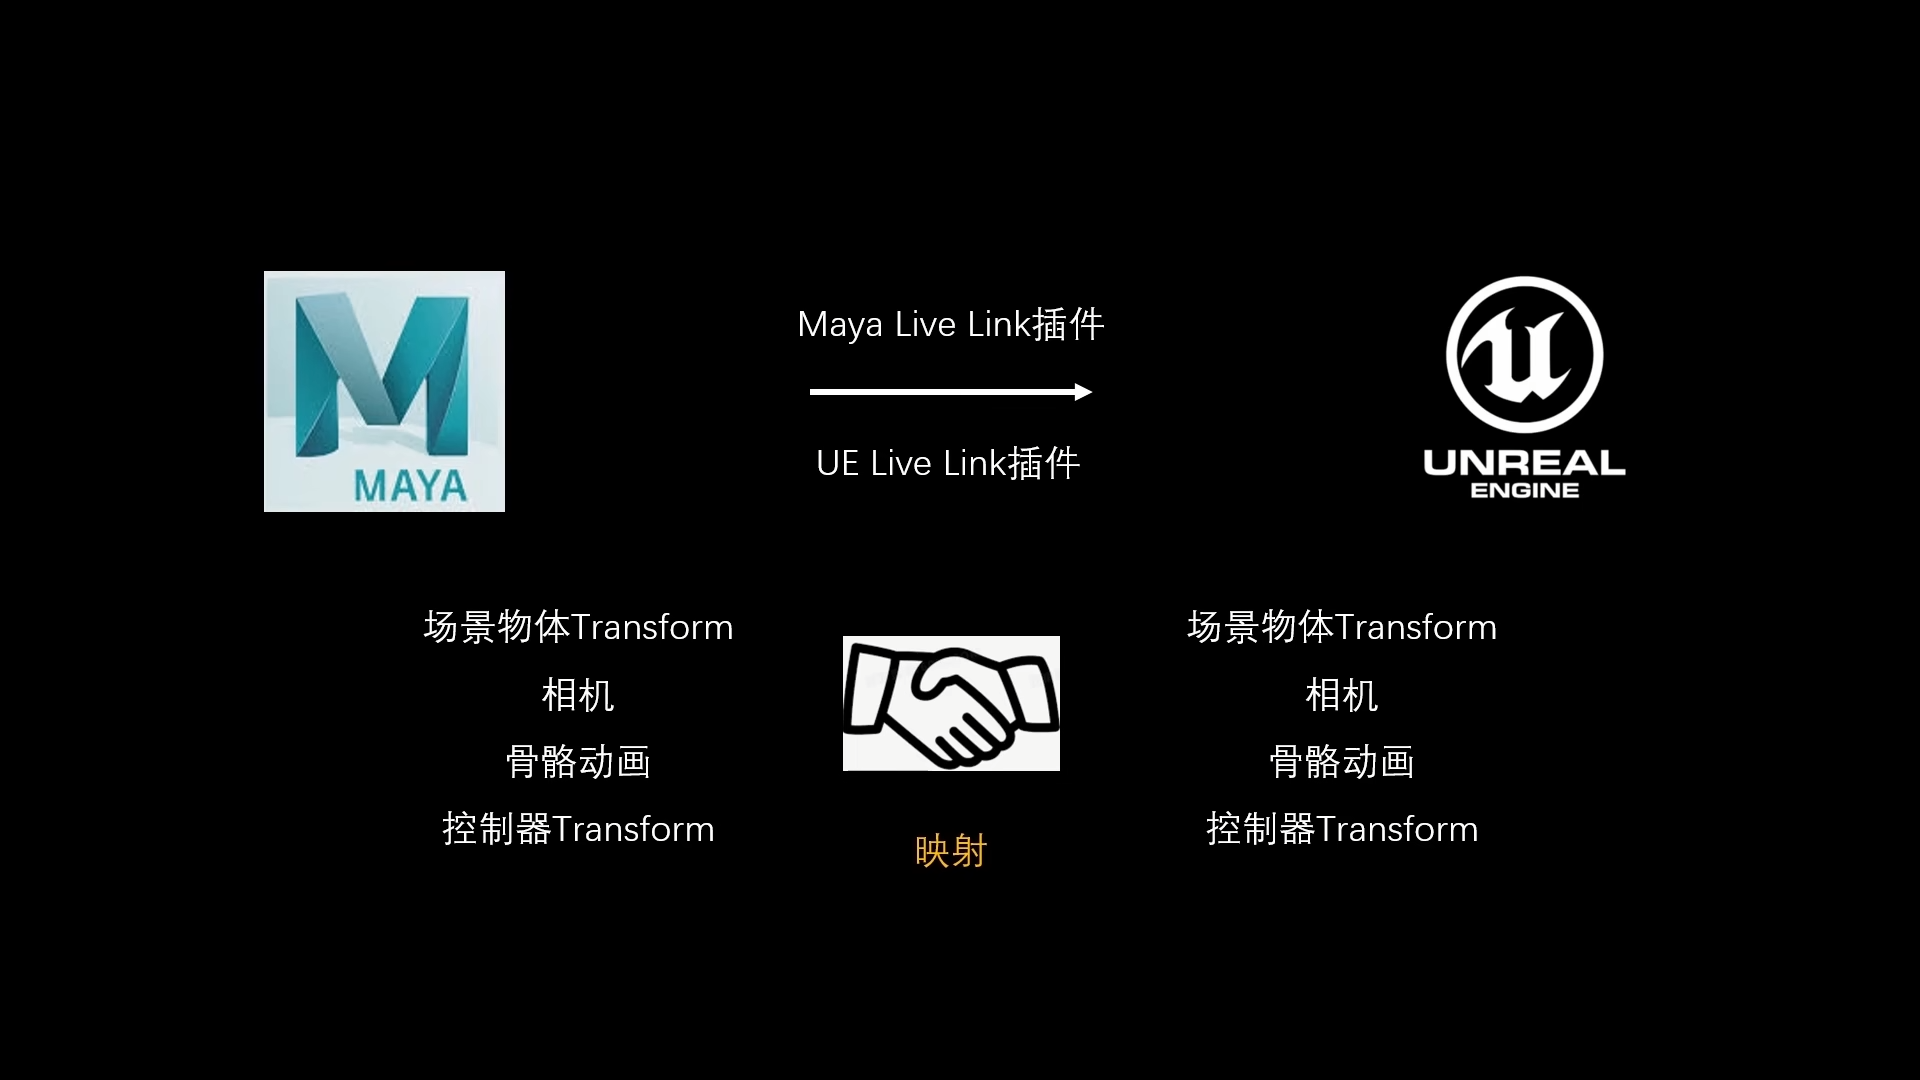 MAYA
Maya Live Link插件
UE Live Link插件
UNREAL
ENGINE
场景物体Transform
相机
骨骼动画
控制器Transform
映射
场景物体Transform
相机
骨骼动画
控制器Transform